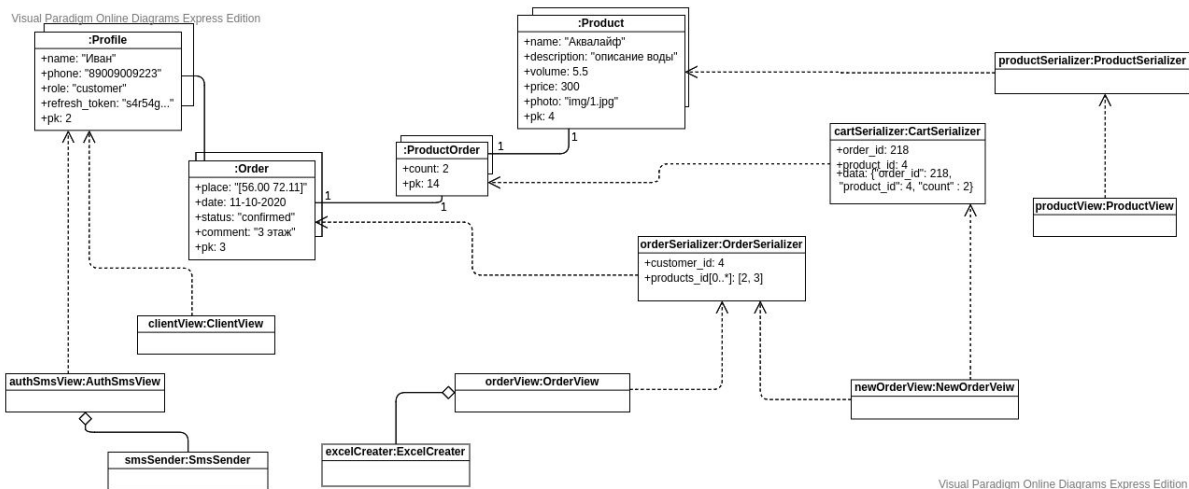 Visual Paradigm Online Diagrams Express Edition
:Profile
+name: "Иван"
+phone: "89009009223"
+role: "customer"
+refresh_token: "s4r54g..."
+pk: 2
:Product
+name: "Аквалайф"
+description: "описание воды"
+volume: 5.5
+price: 300
+photo: "img/1.jpg"
+pk: 4
1
productSerializer:ProductSerializer
cartSerializer:CartSerializer
+order_id: 218
+product_id: 4
+data: {"order_id": 218,
"product_id": 4, "count" : 2}
:ProductOrder
+count: 2
+pk: 14
1
1
:Order
+place: "[56.00 72.11]"
+date: 11-10-2020
+status: "confirmed"
+comment: "3 этаж"
+pk: 3
1
productView:ProductView
orderSerializer:OrderSerializer
+customer_id: 4
+products_id[0..*]: [2, 3]
clientView:ClientView
authSmsView:AuthSmsView
orderView:OrderView
newOrderView:NewOrderVeiw
smsSender:SmsSender
excelCreater:ExcelCreater
Visual Paradigm Online Diagrams Express Edition